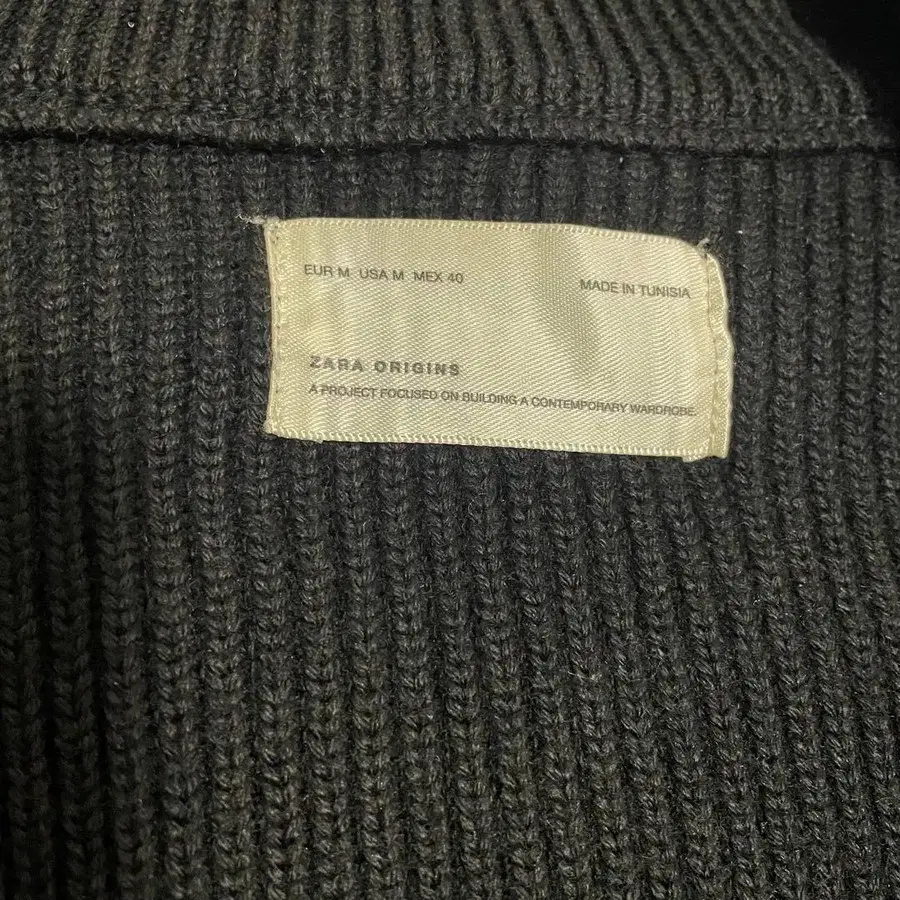 EUR M USA M MEX 40
MADE IN TUNISIA
ZARA ORIGINS
A PROJECT FOCUSED ON BUILDING A CONTEMPORARY WARDROBE.